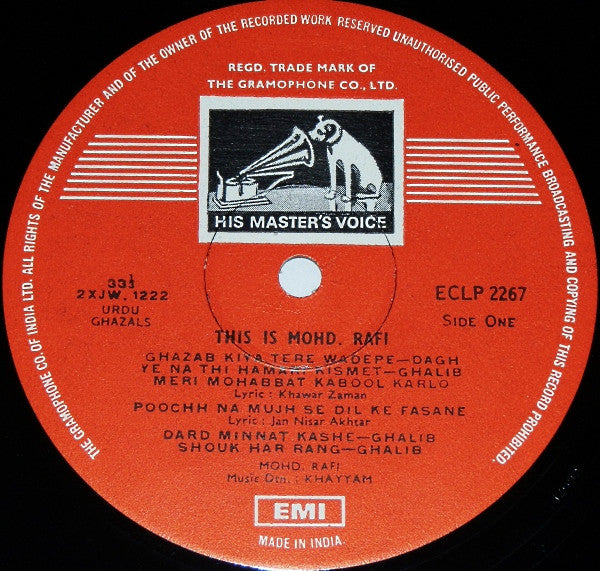 THE GRAMOPHONE CO. OF INDIA LTD. ALL RIGHTS OF THE MANUFACTURER AND OF THE OWNER OF THE RECORDED WORK RESERVED UNAUTHORISED PUBLIC PERFORMANCE BROADCASTING AND COPYING OF THIS RECORD PROHIBITED.
REGD. TRADE MARK OF
THE GRAMOPHONE CO., LTD.
HIS MASTER'S VOICE
33⅓
2XJW. 1222
URDU
GHAZALS
ECLP 2267
SIDE ONE
THIS IS MOHD. RAFI
GHAZAB KIYA TERE WADEPE—DAGH
YE NA THI HAMARI KISMET—GHALIB
MERI MOHABBAT KABOOL KARLO
Lyric : Khawar Zaman
POOCHH NA MUJH SE DIL KE FASANE
Lyric : Jan Nisar Akhtar
DARD MINNAT KASHE—GHALIB
SHOUK HAR RANG—GHALIB
MOHD. RAFI
Music Dtn. : KHAYYAM
EMI
MADE IN INDIA